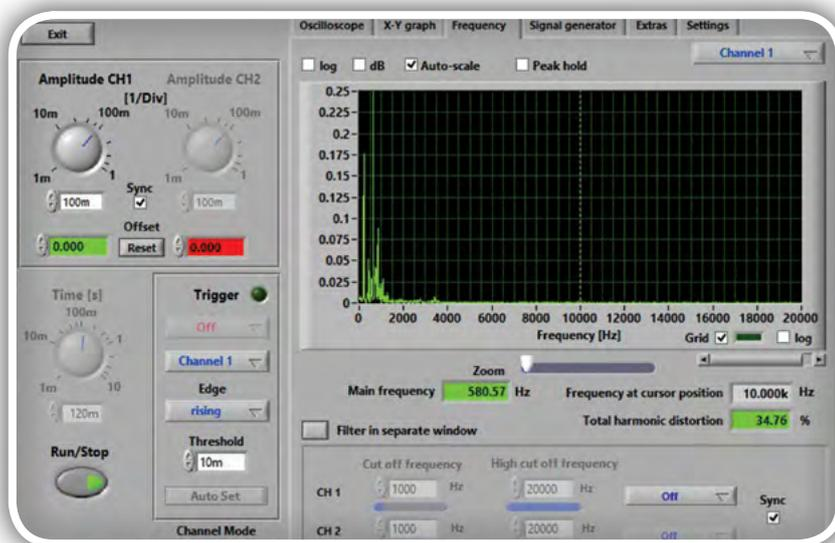 Exit
Oscilloscope X-Y graph Frequency Signal generator Extras Settings
log dB Auto-scale Peak hold Channel 1
Amplitude CH1 Amplitude CH2
[1/Div]
10m 100m 10m 100m
1m 1 1m 1
Sync
100m 100m
Offset
0.000 Reset 0.000
0.25
0.225
0.2
0.175
0.15
0.125
0.1
0.075
0.05
0.025
0
0 2000 4000 6000 8000 10000 12000 14000 16000 18000 20000
Frequency [Hz] Grid log
Zoom
Main frequency 580.57 Hz Frequency at cursor position 10.000k Hz
Total harmonic distortion 34.76 %
Filter in separate window
Time [s]
100m
10m 1
1m 10
120m
Run/Stop
Trigger
Off
Channel 1
Edge
rising
Threshold
10m
Auto Set
Channel Mode
Cut off frequency High cut off frequency
CH 1 1000 Hz 20000 Hz Off Sync
CH 2 1000 Hz 20000 Hz Off